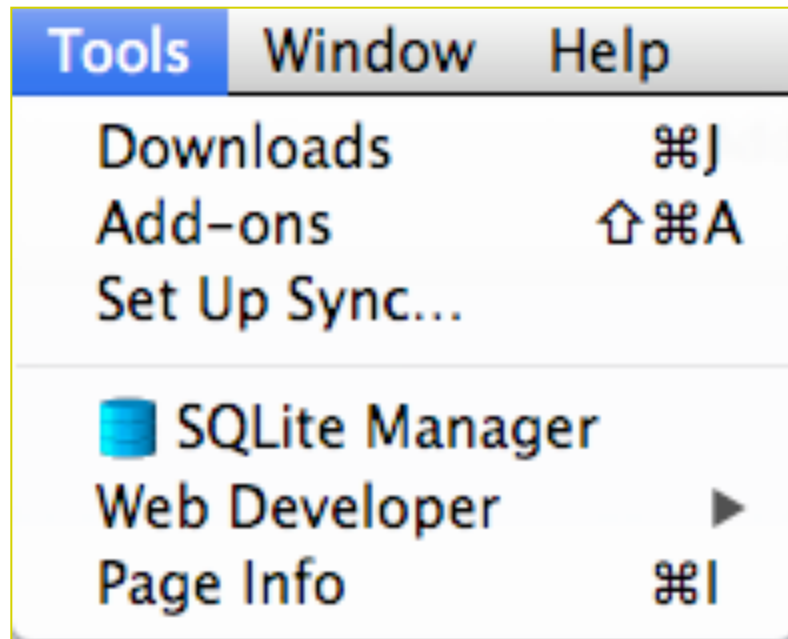 Tools Window Help
Downloads ⌘J
Add-ons ⇧⌘A
Set Up Sync...
SQLite Manager
Web Developer ▶
Page Info ⌘I